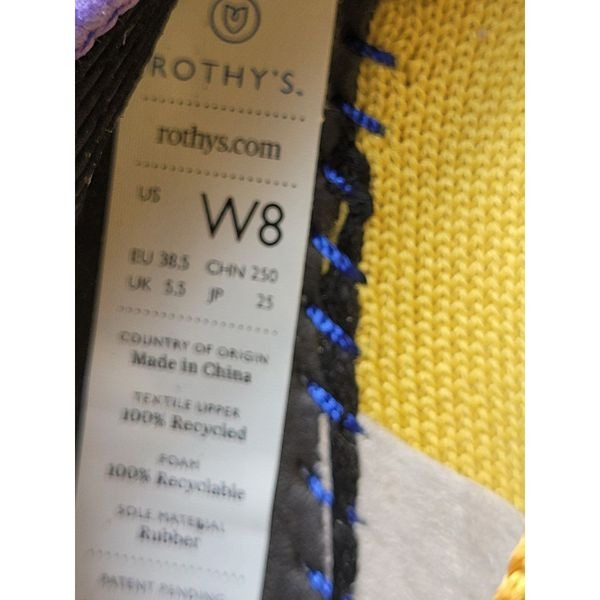 ROTHY'S.
rothys.com
US W8
EU 38.5 CHN 250
UK 5.5 JP 25
COUNTRY OF ORIGIN
Made in China
TEXTILE UPPER
100% Recycled
FOAM
100% Recyclable
SOLE MATERIAL
Rubber
PATENT PENDING